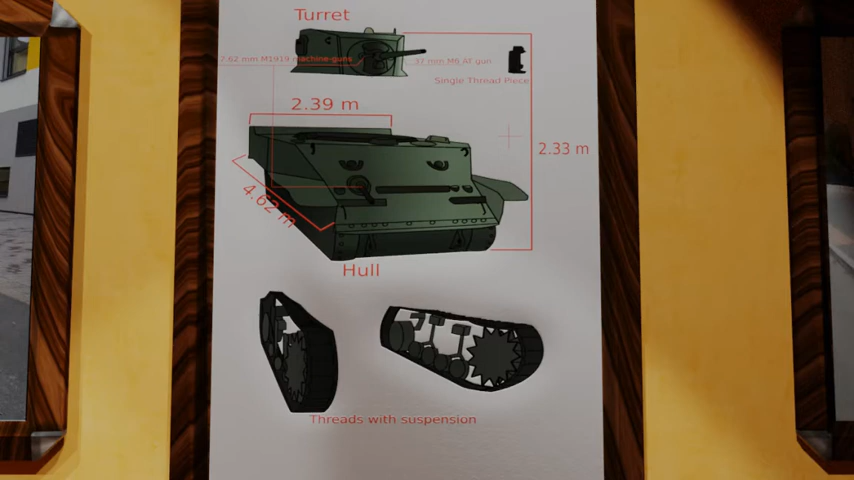 Turret
7.62 mm M1919 machine-guns
37 mm M6 AT gun
Single Thread Piece
2.39 m
2.33 m
4.62 m
Hull
Threads with suspension